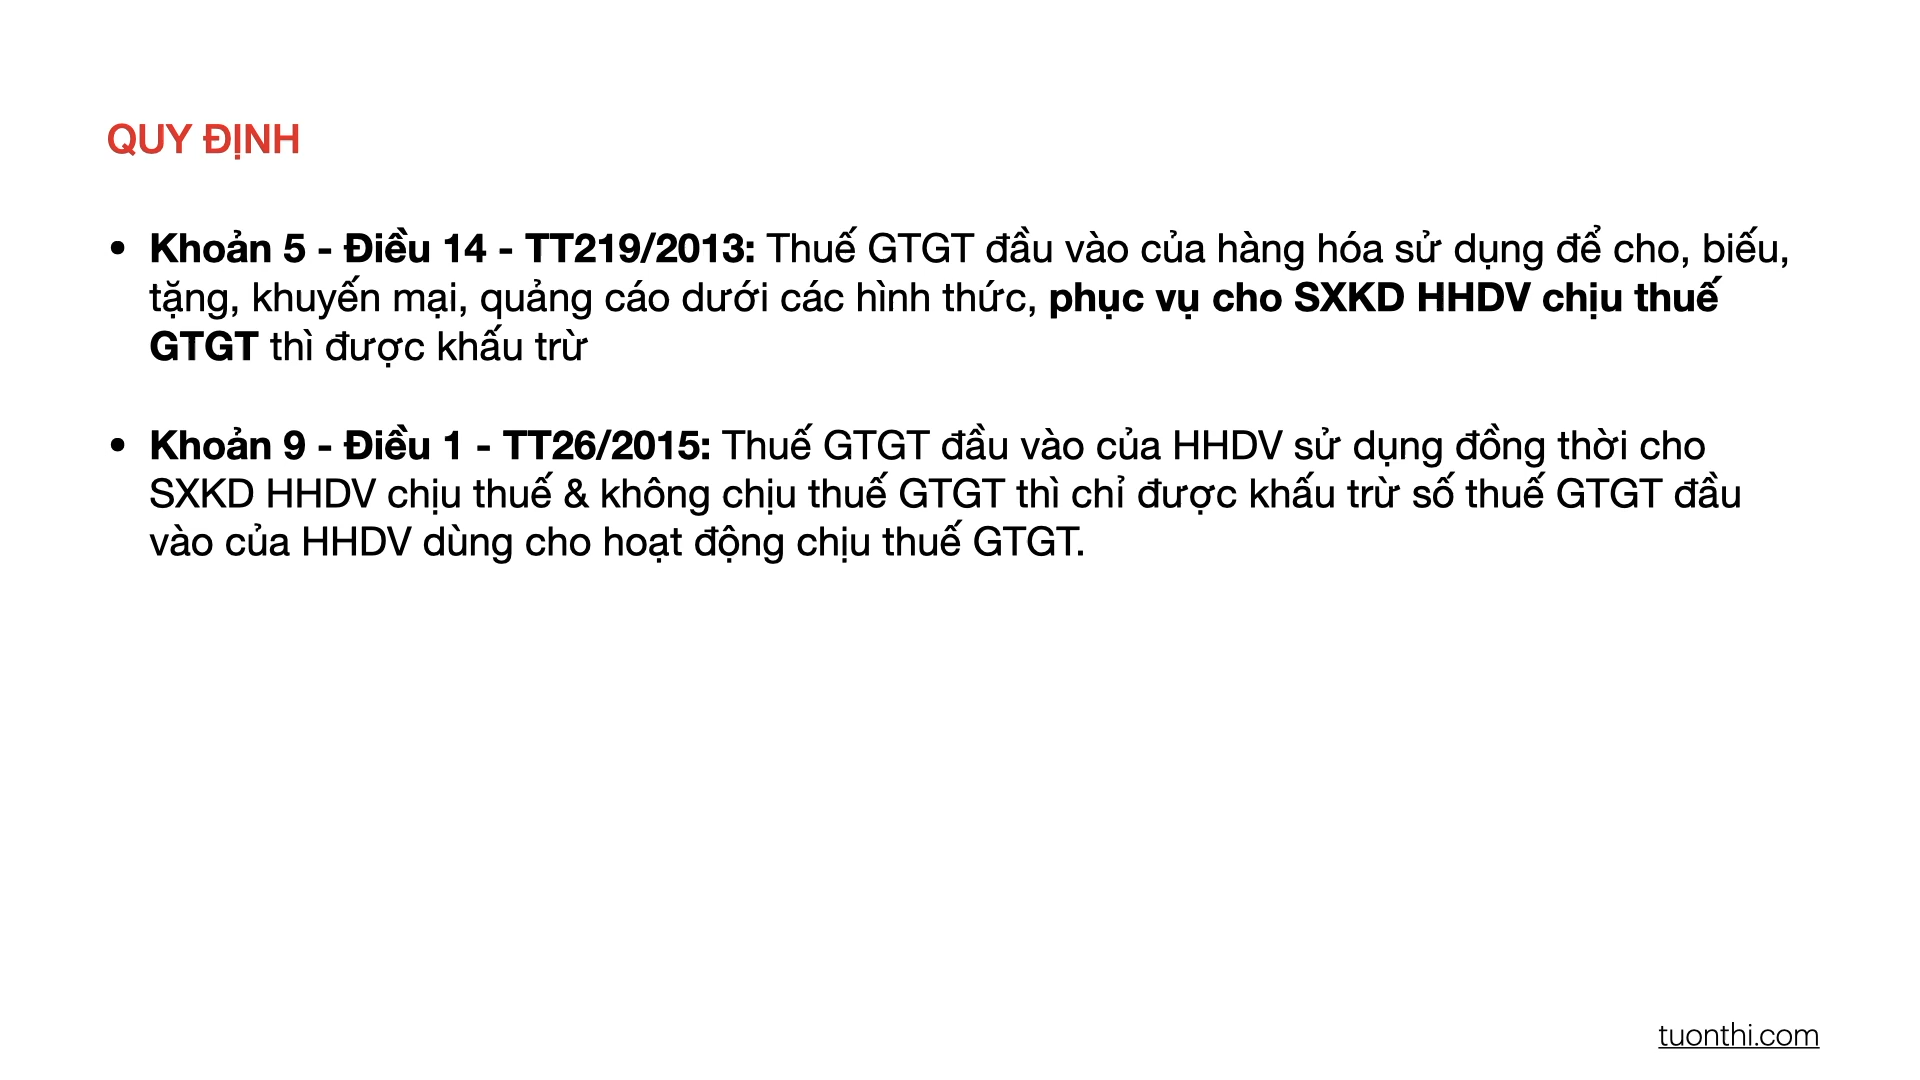 QUY ĐỊNH
• Khoản 5 - Điều 14 - TT219/2013: Thuế GTGT đầu vào của hàng hóa sử dụng để cho, biếu,
tặng, khuyến mại, quảng cáo dưới các hình thức, phục vụ cho SXKD HHDV chịu thuế
GTGT thì được khấu trừ
• Khoản 9 - Điều 1 - TT26/2015: Thuế GTGT đầu vào của HHDV sử dụng đồng thời cho
SXKD HHDV chịu thuế & không chịu thuế GTGT thì chỉ được khấu trừ số thuế GTGT đầu
vào của HHDV dùng cho hoạt động chịu thuế GTGT.
tuonthi.com